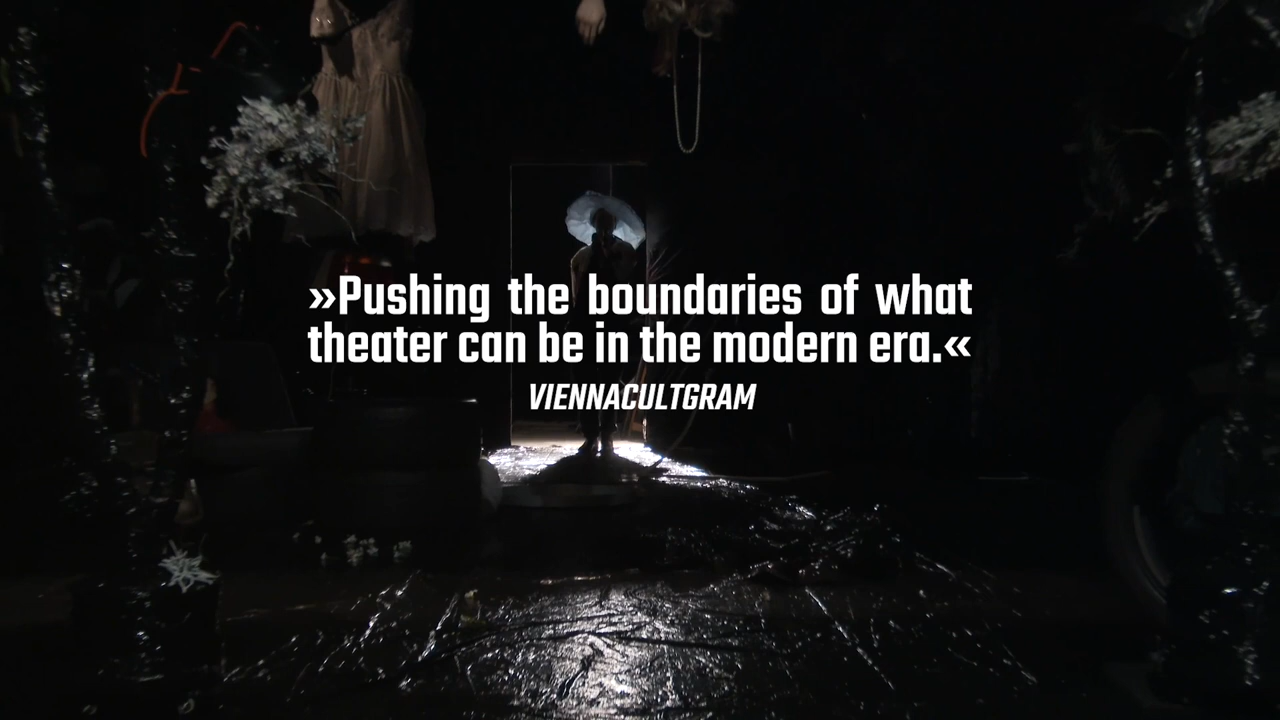 »Pushing the boundaries of what
theater can be in the modern era.«
VIENNACULTGRAM